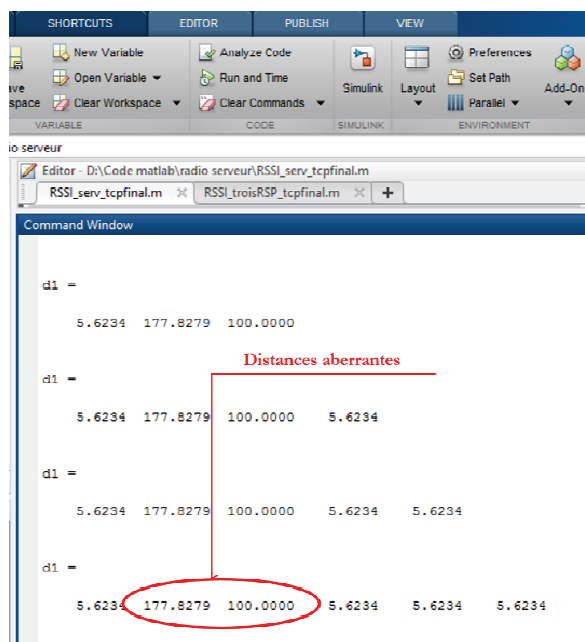 SHORTCUTS EDITOR PUBLISH VIEW
New Variable Analyze Code Preferences
ave Open Variable Run and Time Simulink Layout Set Path Add-On
space Clear Workspace Clear Commands Parallel
VARIABLE CODE SIMULINK ENVIRONMENT
io serveur
Editor - D:\Code matlab\radio serveur\RSSI_serv_tcpfinal.m
RSSI_serv_tcpfinal.m RSSI_troisRSP_tcpfinal.m
Command Window
d1 =
5.6234 177.8279 100.0000
Distances aberrantes
d1 =
5.6234 177.8279 100.0000 5.6234
d1 =
5.6234 177.8279 100.0000 5.6234 5.6234
d1 =
5.6234 177.8279 100.0000 5.6234 5.6234 5.6234